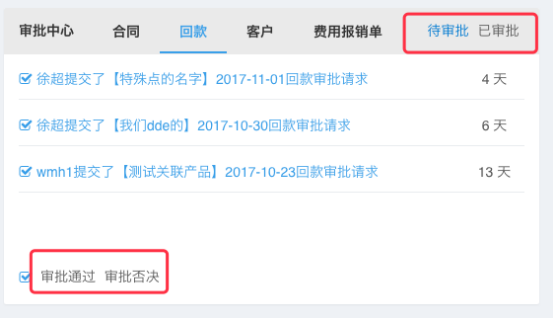 审批中心 合同 回款 客户 费用报销单 待审批 已审批
徐超提交了【特殊点的名字】2017-11-01回款审批请求 4 天
徐超提交了【我们dde的】2017-10-30回款审批请求 6 天
wmh1提交了【测试关联产品】2017-10-23回款审批请求 13 天
审批通过 审批否决